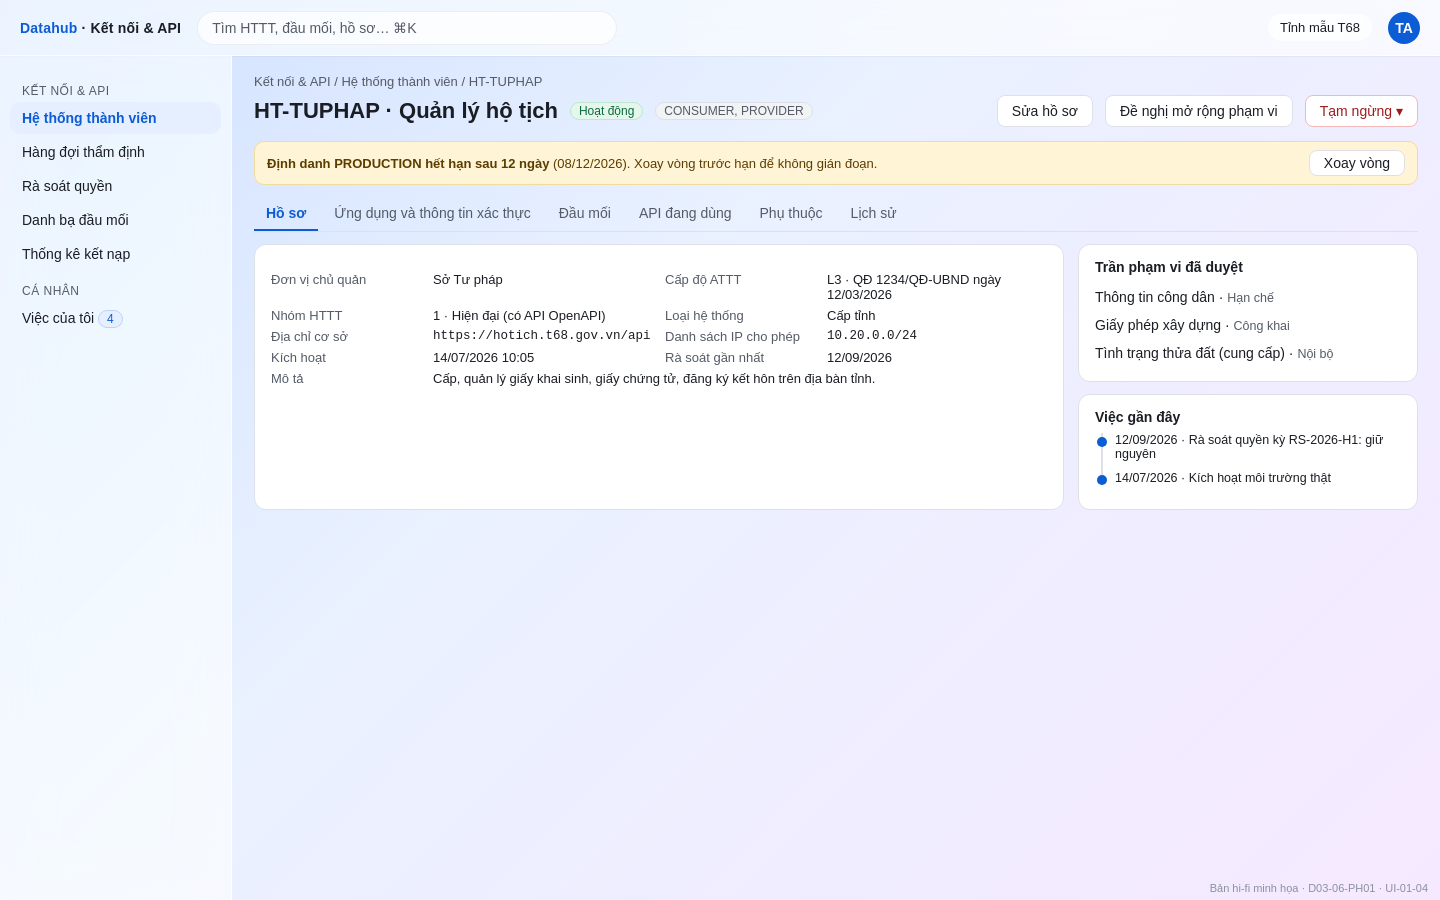 Datahub · Kết nối & API
Tìm HTTT, đầu mối, hồ sơ… ⌘K
Tỉnh mẫu T68
TA
KẾT NỐI & API
Hệ thống thành viên
Hàng đợi thẩm định
Rà soát quyền
Danh bạ đầu mối
Thống kê kết nạp
CÁ NHÂN
Việc của tôi 4
Kết nối & API / Hệ thống thành viên / HT-TUPHAP
HT-TUPHAP · Quản lý hộ tịch Hoạt động CONSUMER, PROVIDER
Sửa hồ sơ Đề nghị mở rộng phạm vi Tạm ngừng ▾
Định danh PRODUCTION hết hạn sau 12 ngày (08/12/2026). Xoay vòng trước hạn để không gián đoạn. Xoay vòng
Hồ sơ Ứng dụng và thông tin xác thực Đầu mối API đang dùng Phụ thuộc Lịch sử
Đơn vị chủ quản Sở Tư pháp Cấp độ ATTT L3 · QĐ 1234/QĐ-UBND ngày
12/03/2026
Nhóm HTTT 1 · Hiện đại (có API OpenAPI) Loại hệ thống Cấp tỉnh
Địa chỉ cơ sở https://hotich.t68.gov.vn/api Danh sách IP cho phép 10.20.0.0/24
Kích hoạt 14/07/2026 10:05 Rà soát gần nhất 12/09/2026
Mô tả Cấp, quản lý giấy khai sinh, giấy chứng tử, đăng ký kết hôn trên địa bàn tỉnh.
Trần phạm vi đã duyệt
Thông tin công dân · Hạn chế
Giấy phép xây dựng · Công khai
Tình trạng thửa đất (cung cấp) · Nội bộ
Việc gần đây
12/09/2026 · Rà soát quyền kỳ RS-2026-H1: giữ
nguyên
14/07/2026 · Kích hoạt môi trường thật
Bản hi-fi minh họa · D03-06-PH01 · UI-01-04